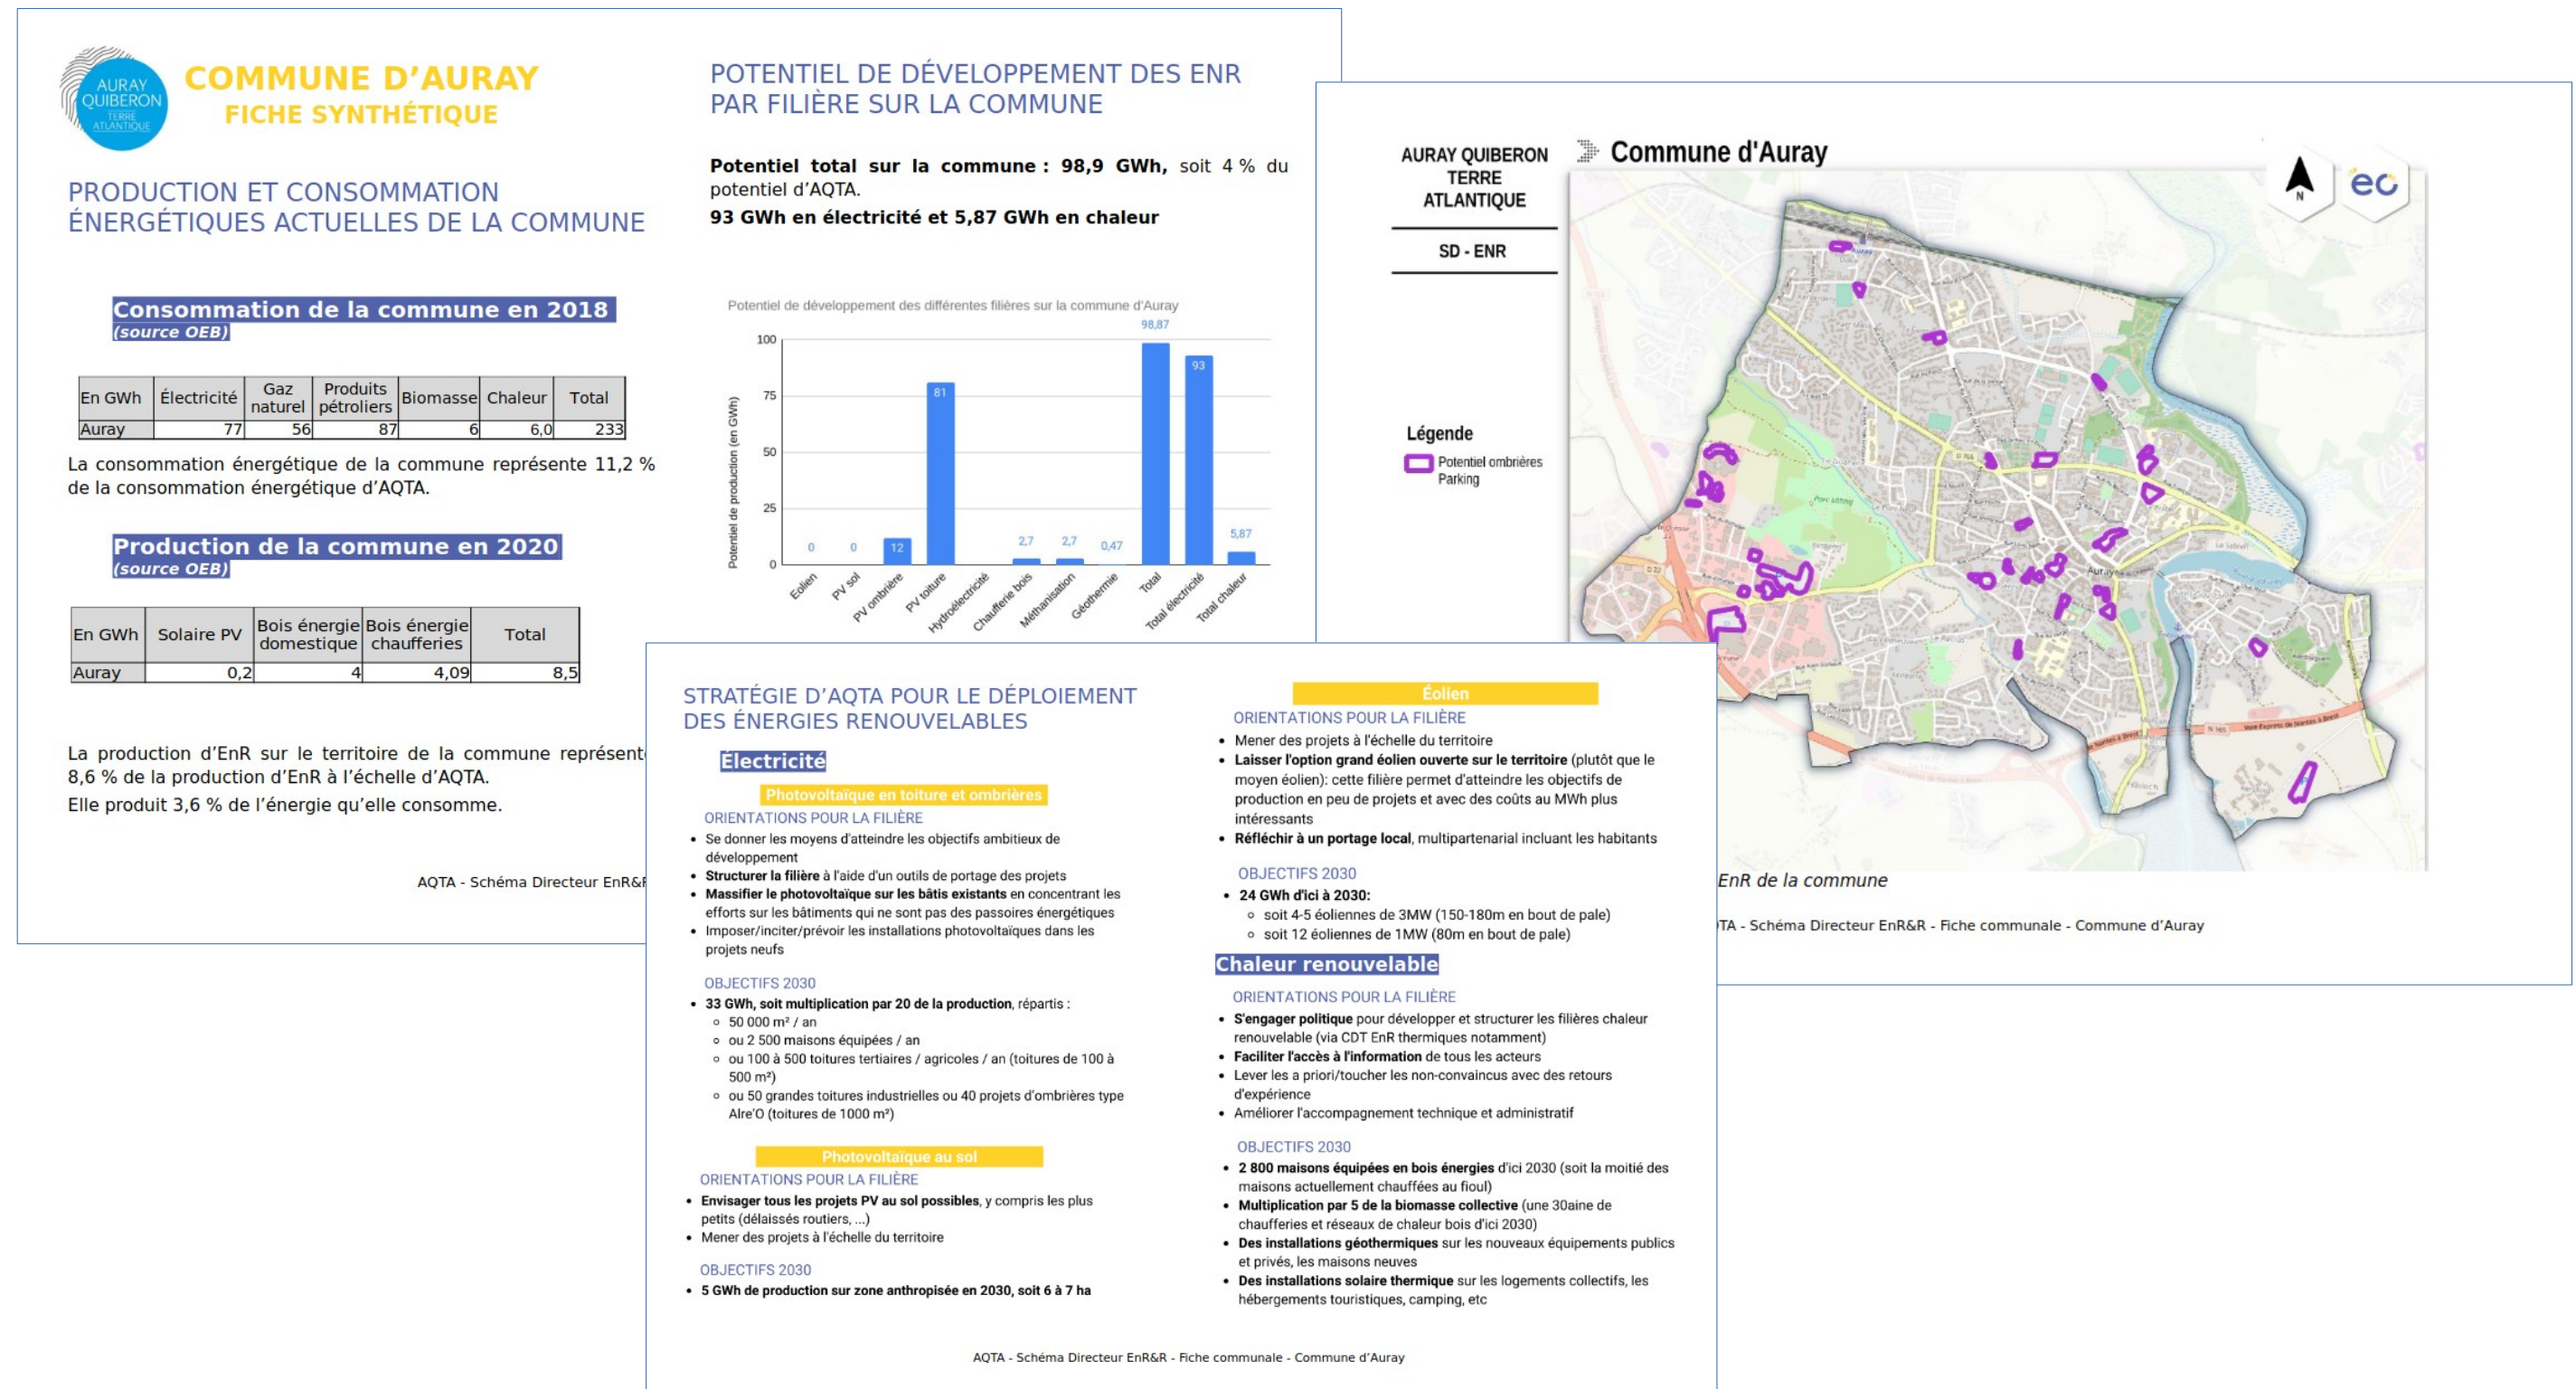 AURAY
QUIBERON
TERRE
ATLANTIQUE
COMMUNE D'AURAY
FICHE SYNTHÉTIQUE
PRODUCTION ET CONSOMMATION
ÉNERGÉTIQUES ACTUELLES DE LA COMMUNE
Consommation de la commune en 2018
(source OEB)
En GWh Électricité Gaz naturel Produits pétroliers Biomasse Chaleur Total
Auray 77 56 87 6 6,0 233
La consommation énergétique de la commune représente 11,2 %
de la consommation énergétique d'AQTA.
Production de la commune en 2020
(source OEB)
En GWh Solaire PV Bois énergie domestique Bois énergie chaufferies Total
Auray 0,2 4 4,09 8,5
La production d'EnR sur le territoire de la commune représente
8,6 % de la production d'EnR à l'échelle d'AQTA.
Elle produit 3,6 % de l'énergie qu'elle consomme.
AQTA - Schéma Directeur EnR&R
POTENTIEL DE DÉVELOPPEMENT DES ENR
PAR FILIÈRE SUR LA COMMUNE
Potentiel total sur la commune : 98,9 GWh, soit 4 % du
potentiel d'AQTA.
93 GWh en électricité et 5,87 GWh en chaleur
Potentiel de développement des différentes filières sur la commune d'Auray
Potentiel de production (en GWh)
100
75
50
25
0
0 0 12 81 2,7 2,7 0,47 98,87 93 5,87
Eolien PV sol PV ombrière PV toiture Hydroélectricité Chaufferie bois Méthanisation Géothermie Total Total électricité Total chaleur
AURAY QUIBERON
TERRE
ATLANTIQUE
SD - ENR
Commune d'Auray
N
ec
Légende
Potentiel ombrières
Parking
Auray
Auray
EnR de la commune
TA - Schéma Directeur EnR&R - Fiche communale - Commune d'Auray
STRATÉGIE D'AQTA POUR LE DÉPLOIEMENT
DES ÉNERGIES RENOUVELABLES
Électricité
Photovoltaïque en toiture et ombrières
ORIENTATIONS POUR LA FILIÈRE
• Se donner les moyens d'atteindre les objectifs ambitieux de
développement
• Structurer la filière à l'aide d'un outils de portage des projets
• Massifier le photovoltaïque sur les bâtis existants en concentrant les
efforts sur les bâtiments qui ne sont pas des passoires énergétiques
• Imposer/inciter/prévoir les installations photovoltaïques dans les
projets neufs
OBJECTIFS 2030
• 33 GWh, soit multiplication par 20 de la production, répartis :
○ 50 000 m² / an
○ ou 2 500 maisons équipées / an
○ ou 100 à 500 toitures tertiaires / agricoles / an (toitures de 100 à
500 m²)
○ ou 50 grandes toitures industrielles ou 40 projets d'ombrières type
Alre'O (toitures de 1000 m²)
Photovoltaïque au sol
ORIENTATIONS POUR LA FILIÈRE
• Envisager tous les projets PV au sol possibles, y compris les plus
petits (délaissés routiers, ...)
• Mener des projets à l'échelle du territoire
OBJECTIFS 2030
• 5 GWh de production sur zone anthropisée en 2030, soit 6 à 7 ha
Éolien
ORIENTATIONS POUR LA FILIÈRE
• Mener des projets à l'échelle du territoire
• Laisser l'option grand éolien ouverte sur le territoire (plutôt que le
moyen éolien): cette filière permet d'atteindre les objectifs de
production en peu de projets et avec des coûts au MWh plus
intéressants
• Réfléchir à un portage local, multipartenarial incluant les habitants
OBJECTIFS 2030
• 24 GWh d'ici à 2030:
○ soit 4-5 éoliennes de 3MW (150-180m en bout de pale)
○ soit 12 éoliennes de 1MW (80m en bout de pale)
Chaleur renouvelable
ORIENTATIONS POUR LA FILIÈRE
• S'engager politique pour développer et structurer les filières chaleur
renouvelable (via CDT EnR thermiques notamment)
• Faciliter l'accès à l'information de tous les acteurs
• Lever les a priori/toucher les non-convaincus avec des retours
d'expérience
• Améliorer l'accompagnement technique et administratif
OBJECTIFS 2030
• 2 800 maisons équipées en bois énergies d'ici 2030 (soit la moitié des
maisons actuellement chauffées au fioul)
• Multiplication par 5 de la biomasse collective (une 30aine de
chaufferies et réseaux de chaleur bois d'ici 2030)
• Des installations géothermiques sur les nouveaux équipements publics
et privés, les maisons neuves
• Des installations solaire thermique sur les logements collectifs, les
hébergements touristiques, camping, etc
AQTA - Schéma Directeur EnR&R - Fiche communale - Commune d'Auray